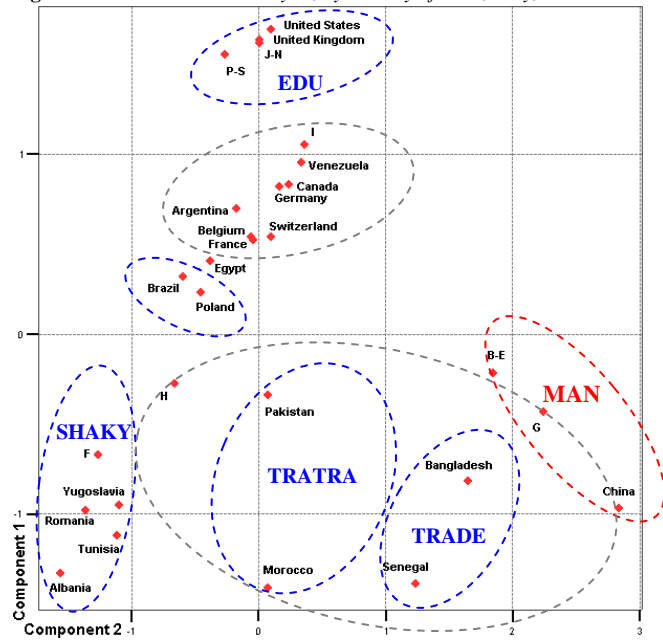 United States
United Kingdom
J-N
P-S
EDU
I
1
Venezuela
Canada
Germany
Argentina
Switzerland
Belgium
France
Egypt
Brazil
Poland
0
B-E
H
MAN
Pakistan
G
SHAKY
F
Bangladesh
TRATRA
Yugoslavia
China
-1
Romania
TRADE
Tunisia
Morocco
Senegal
Albania
Component 1
Component 2
-1
0
1
2
3